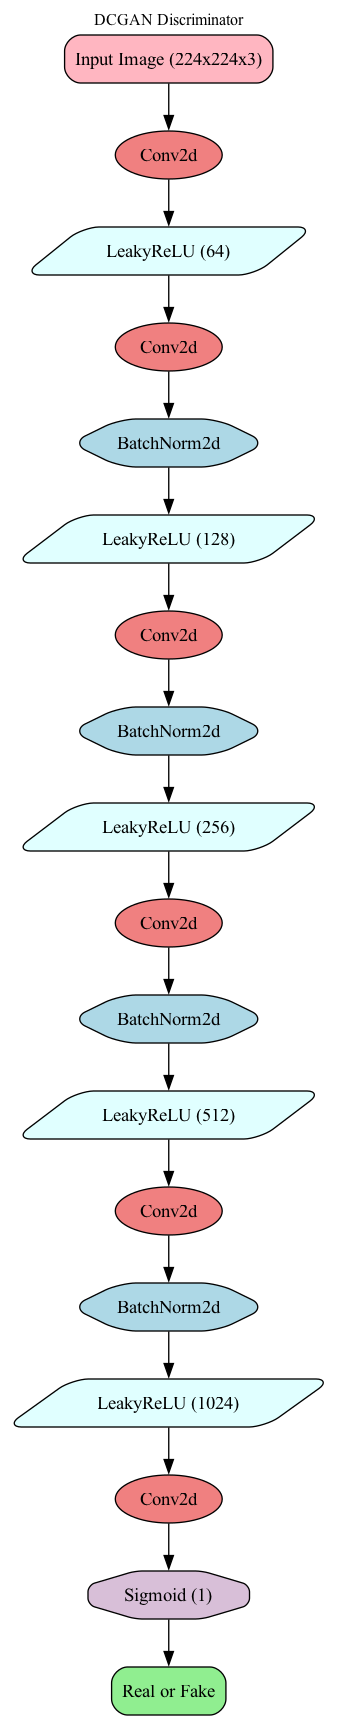 DCGAN Discriminator
Input Image (224x224x3)
Conv2d
LeakyReLU (64)
Conv2d
BatchNorm2d
LeakyReLU (128)
Conv2d
BatchNorm2d
LeakyReLU (256)
Conv2d
BatchNorm2d
LeakyReLU (512)
Conv2d
BatchNorm2d
LeakyReLU (1024)
Conv2d
Sigmoid (1)
Real or Fake